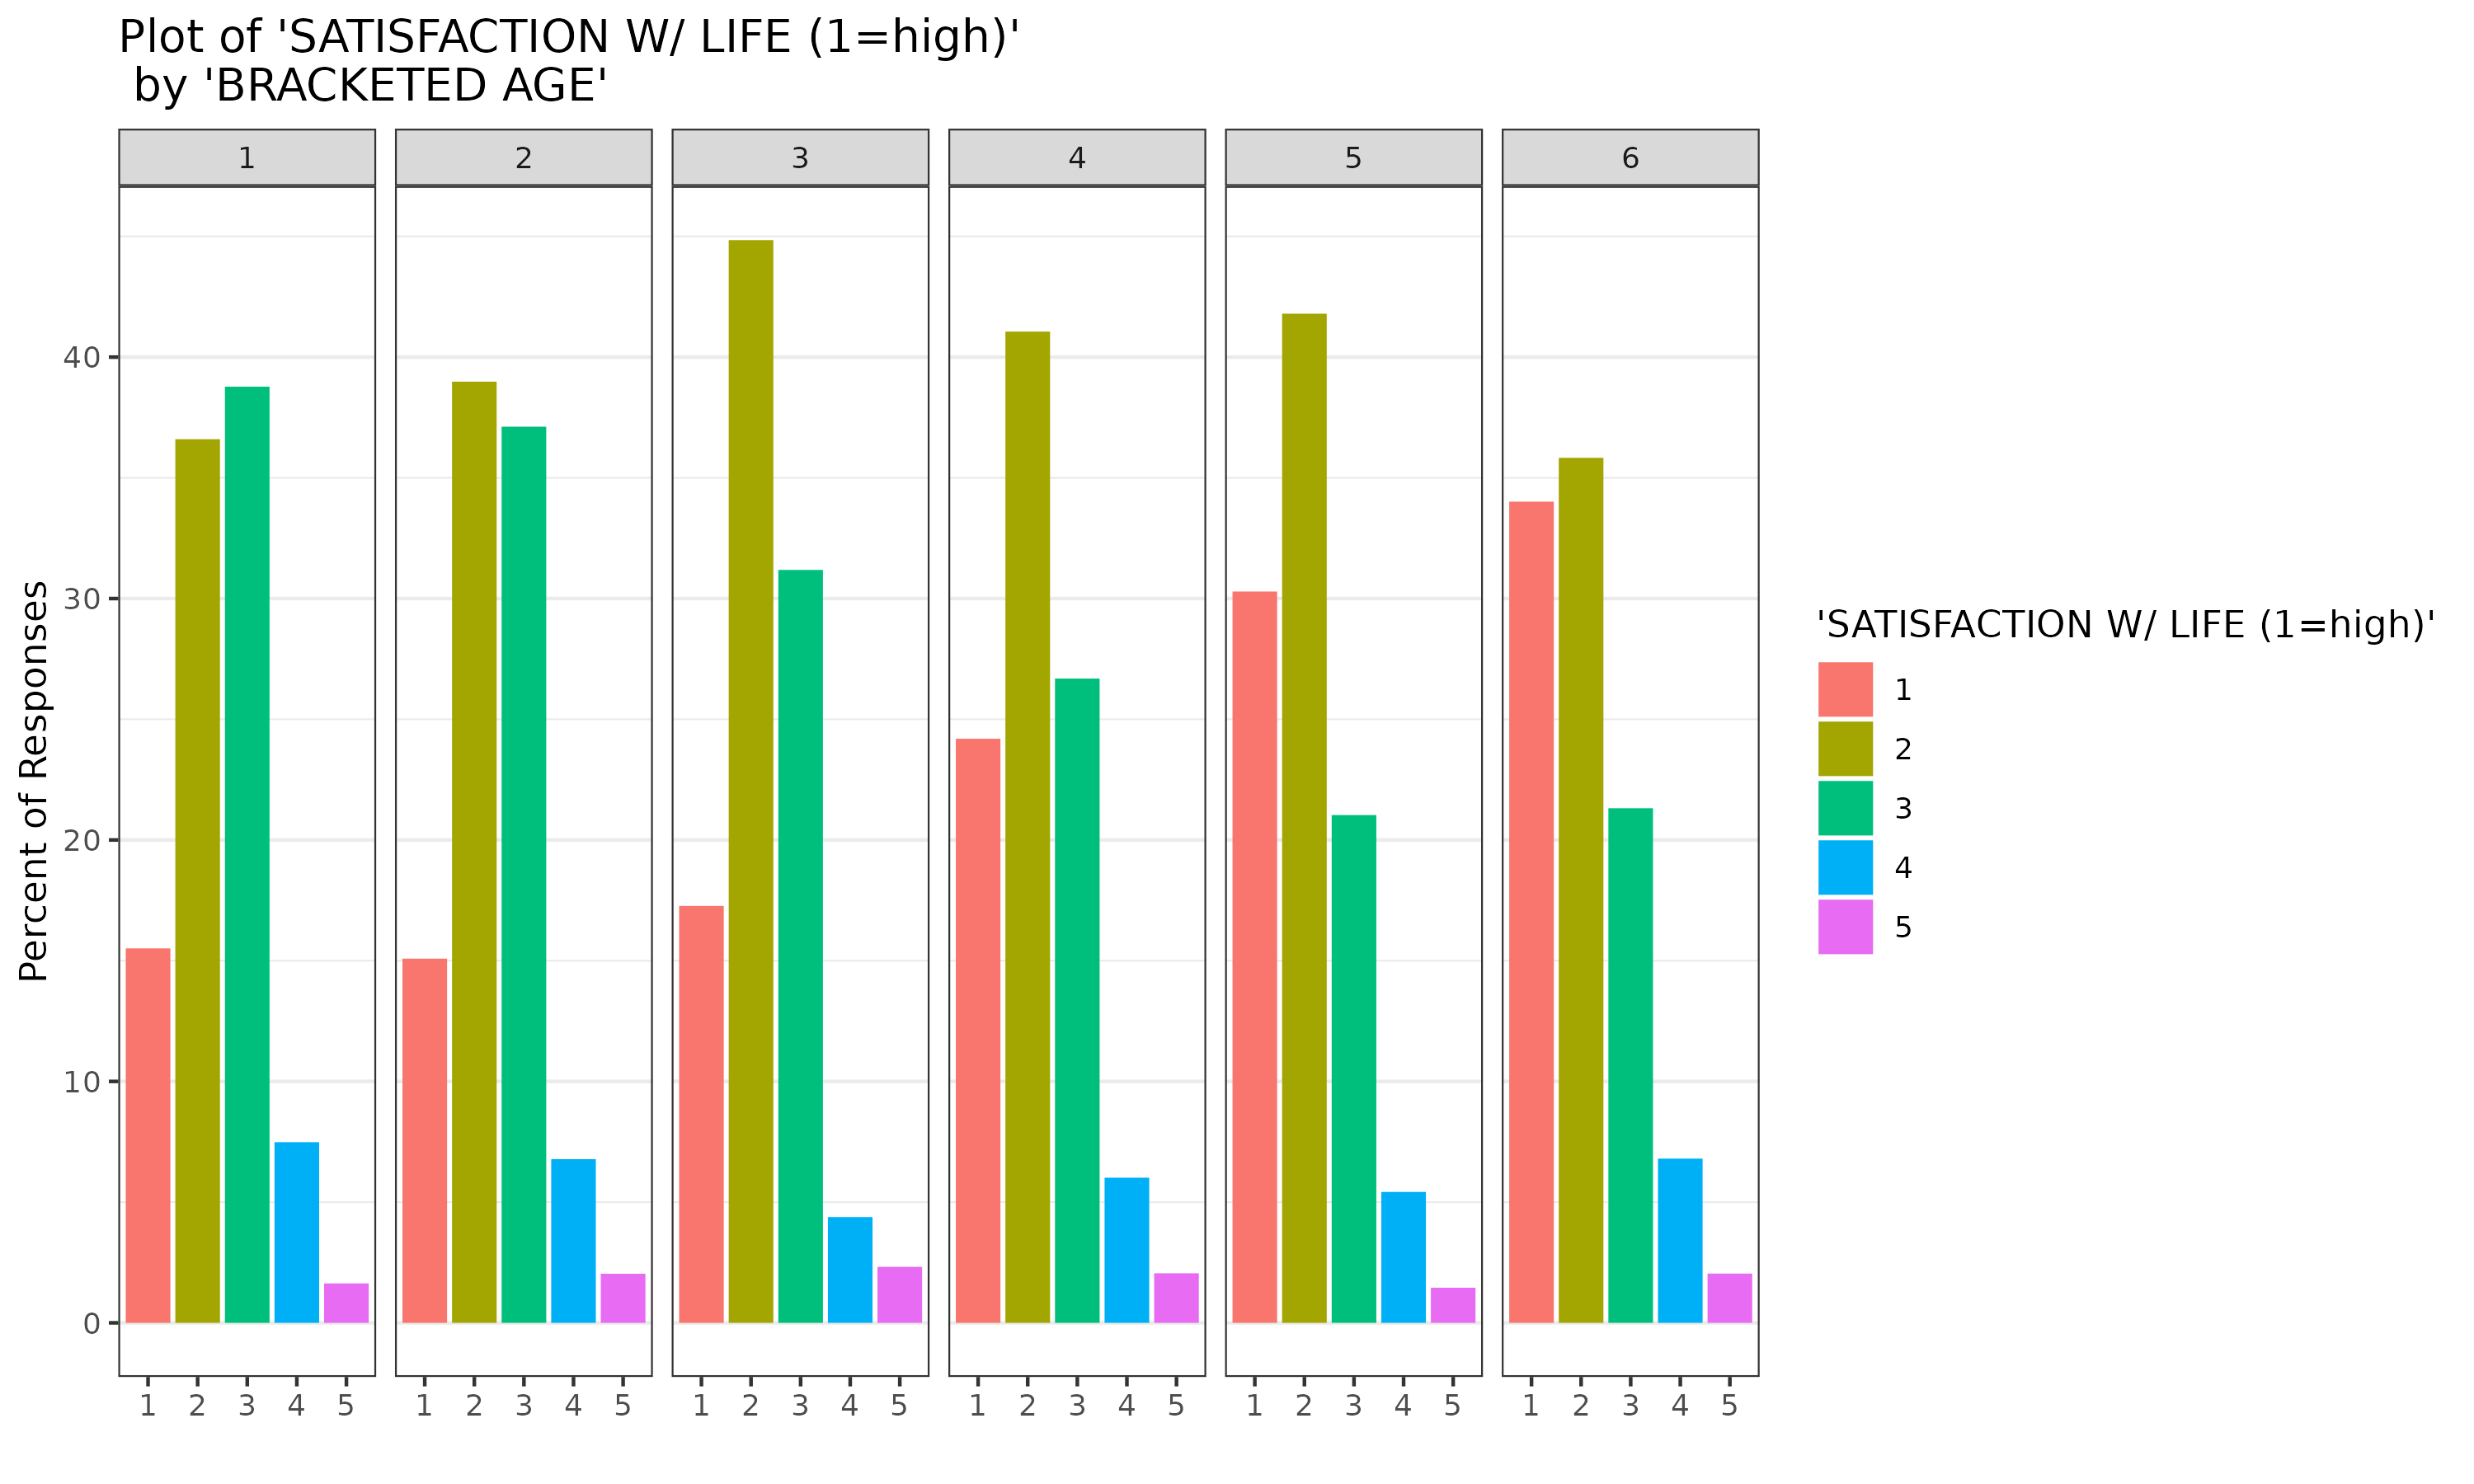 Plot of 'SATISFACTION W/ LIFE (1=high)'
by 'BRACKETED AGE'
1 2 3 4 5 6
Percent of Responses
40
30
20
10
0
1 2 3 4 5 1 2 3 4 5 1 2 3 4 5 1 2 3 4 5 1 2 3 4 5 1 2 3 4 5
'SATISFACTION W/ LIFE (1=high)'
1
2
3
4
5